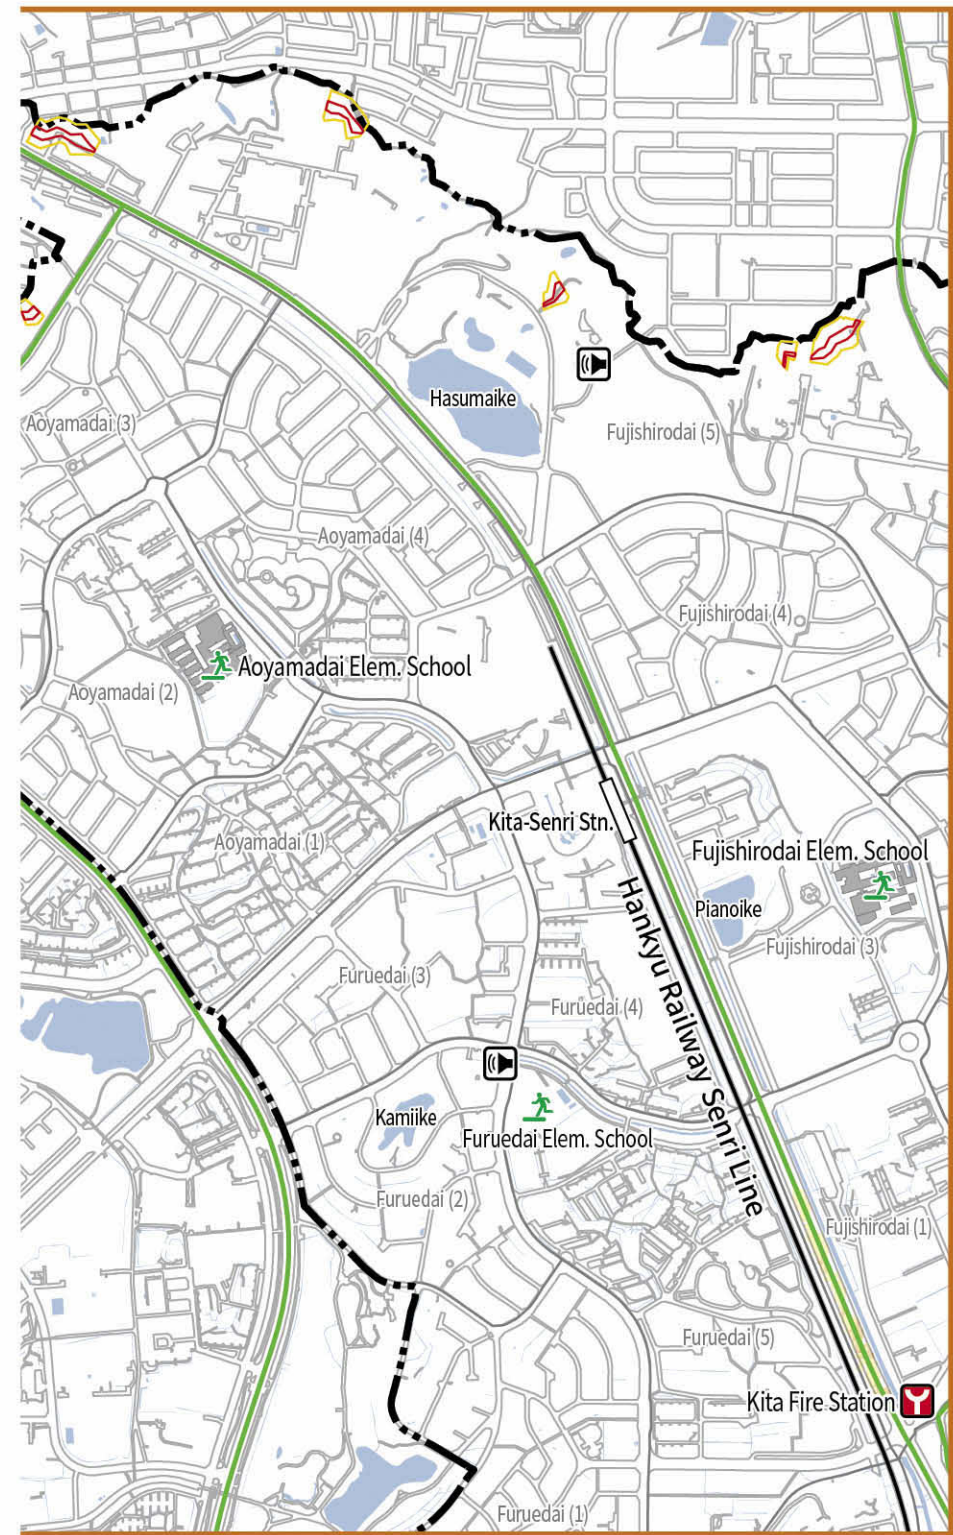 Hasumaike
Aoyamadai (3)
Fujishirodai (5)
Aoyamadai (4)
Fujishirodai (4)
Aoyamadai Elem. School
Aoyamadai (2)
Kita-Senri Stn.
Aoyamadai (1)
Fujishirodai Elem. School
Pianoike
Fujishirodai (3)
Hankyu Railway Senri Line
Furuedai (3)
Furuedai (4)
Kamiike
Furuedai Elem. School
Furuedai (2)
Fujishirodai (1)
Furuedai (5)
Kita Fire Station
Furuedai (1)